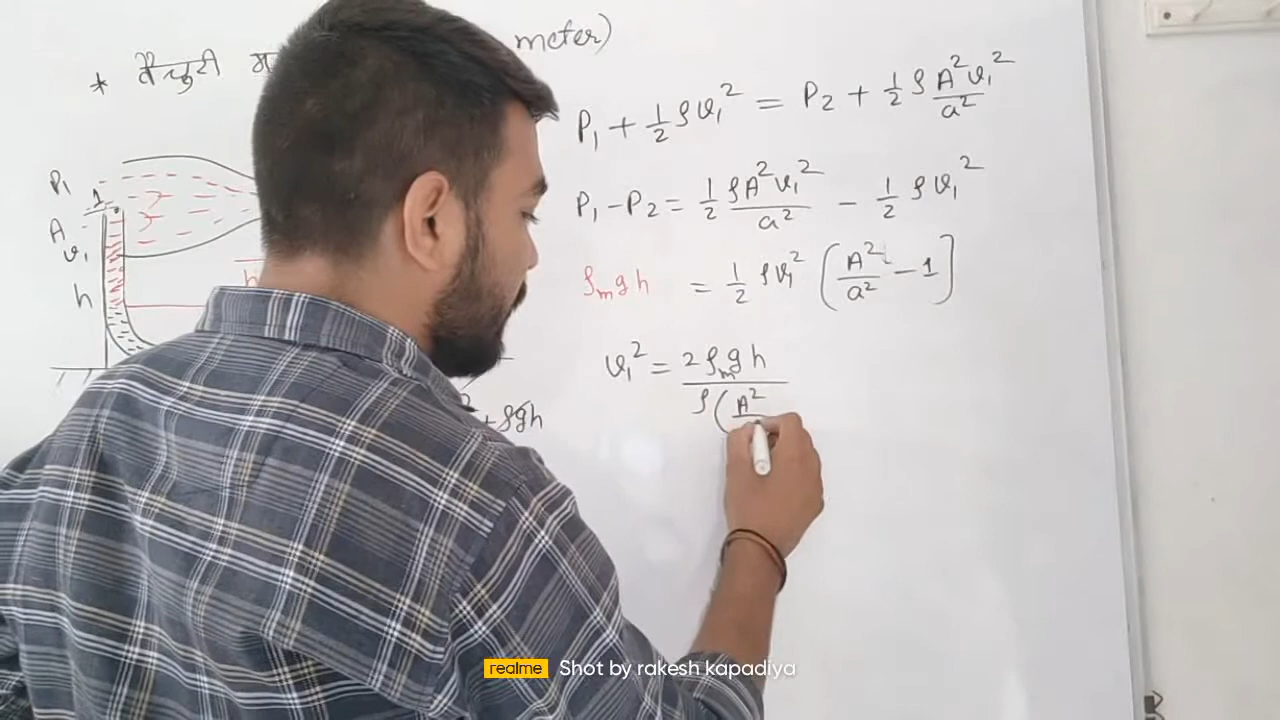 * वैन्चुरी meter)
P₁ + 1/2 ρv₁² = P₂ + 1/2 ρ A²v₁²/a²
P₁ - P₂ = 1/2 ρA²v₁²/a² - 1/2 ρv₁²
ρₘgh = 1/2 ρv₁² (A²/a² - 1)
v₁² = 2ρₘgh / ρ(A²
P₁
1
A
v₁
h
+ ρgh
realme Shot by rakesh kapadiya